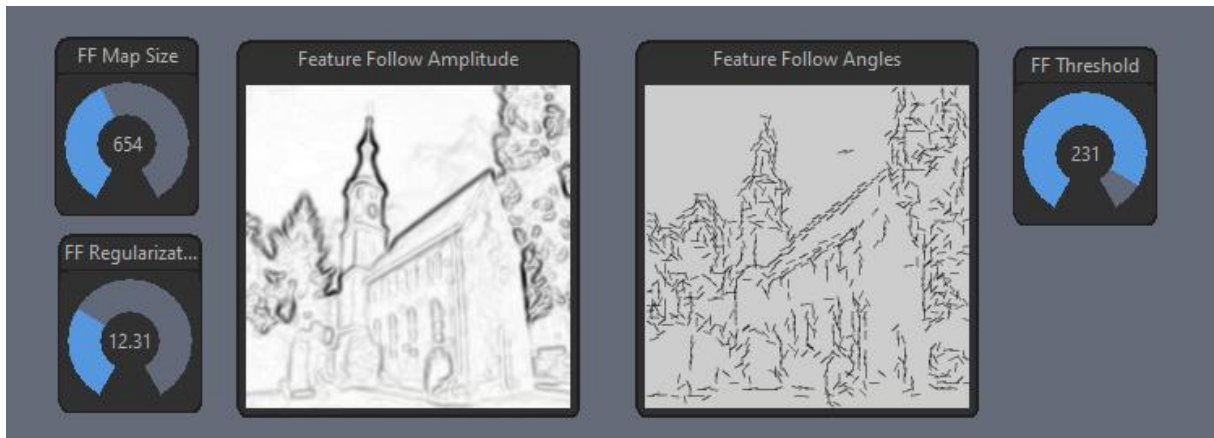 FF Map Size
654
FF Regularizat...
12.31
Feature Follow Amplitude
Feature Follow Angles
FF Threshold
231